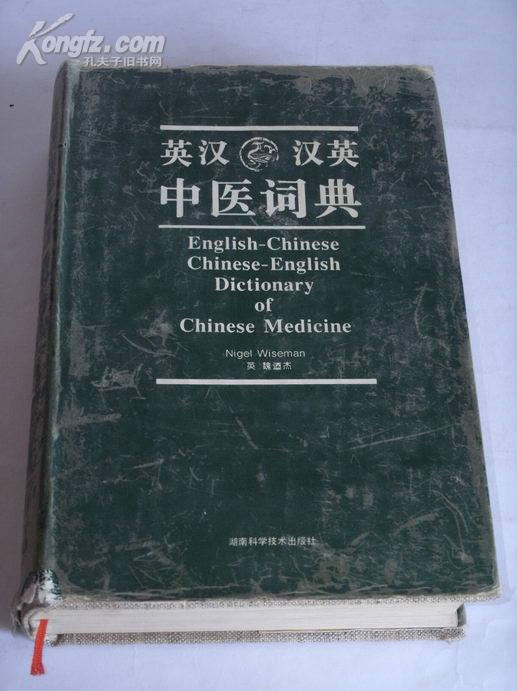 Kongfz.com
孔夫子旧书网
英汉 汉英
中医词典
English-Chinese
Chinese-English
Dictionary
of
Chinese Medicine
Nigel Wiseman
英 魏迺杰
湖南科学技术出版社